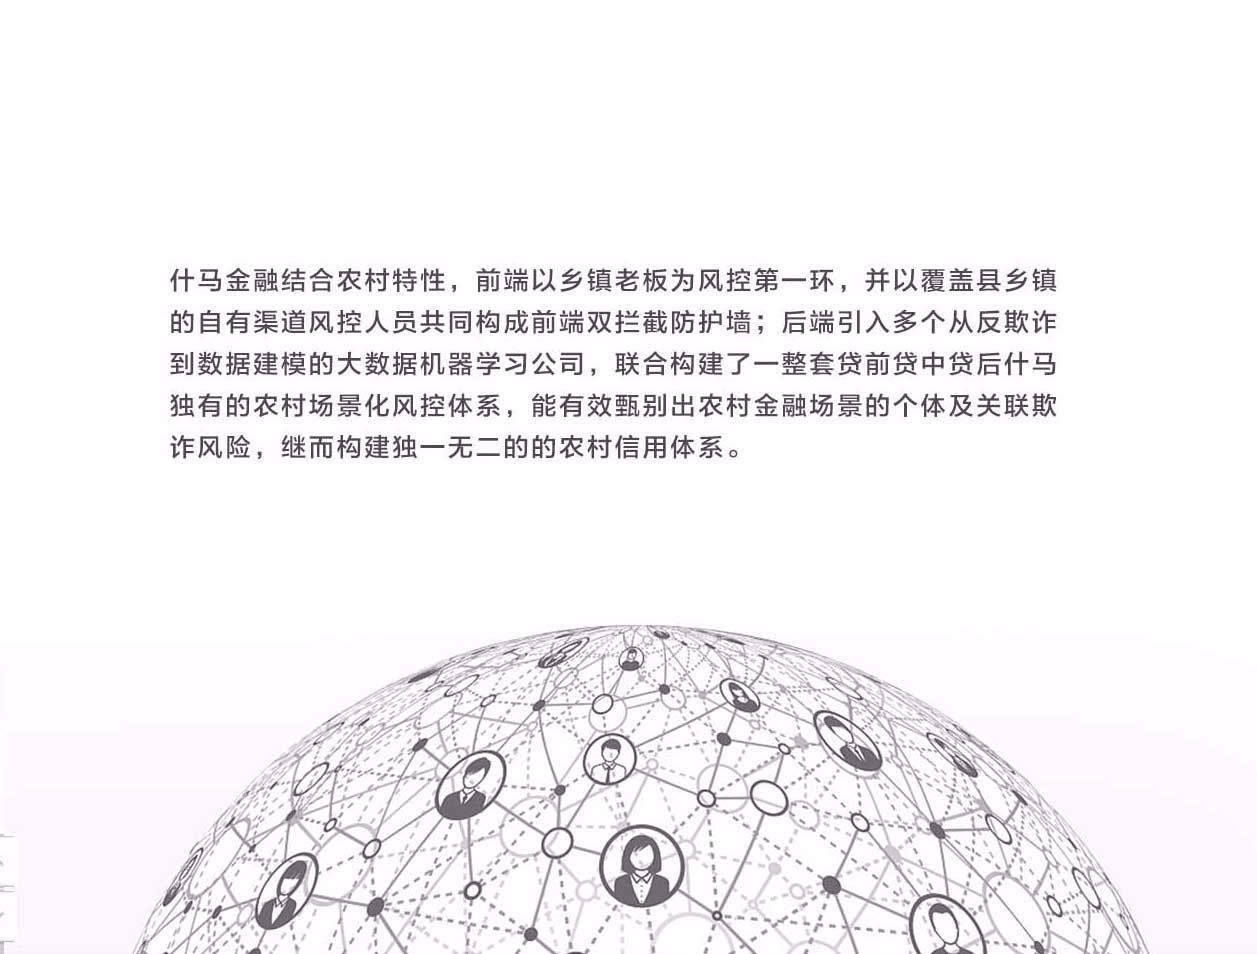 什马金融结合农村特性，前端以乡镇老板为风控第一环，并以覆盖县乡镇
的自有渠道风控人员共同构成前端双拦截防护墙；后端引入多个从反欺诈
到数据建模的大数据机器学习公司，联合构建了一整套贷前贷中贷后什马
独有的农村场景化风控体系，能有效甄别出农村金融场景的个体及关联欺
诈风险，继而构建独一无二的的农村信用体系。